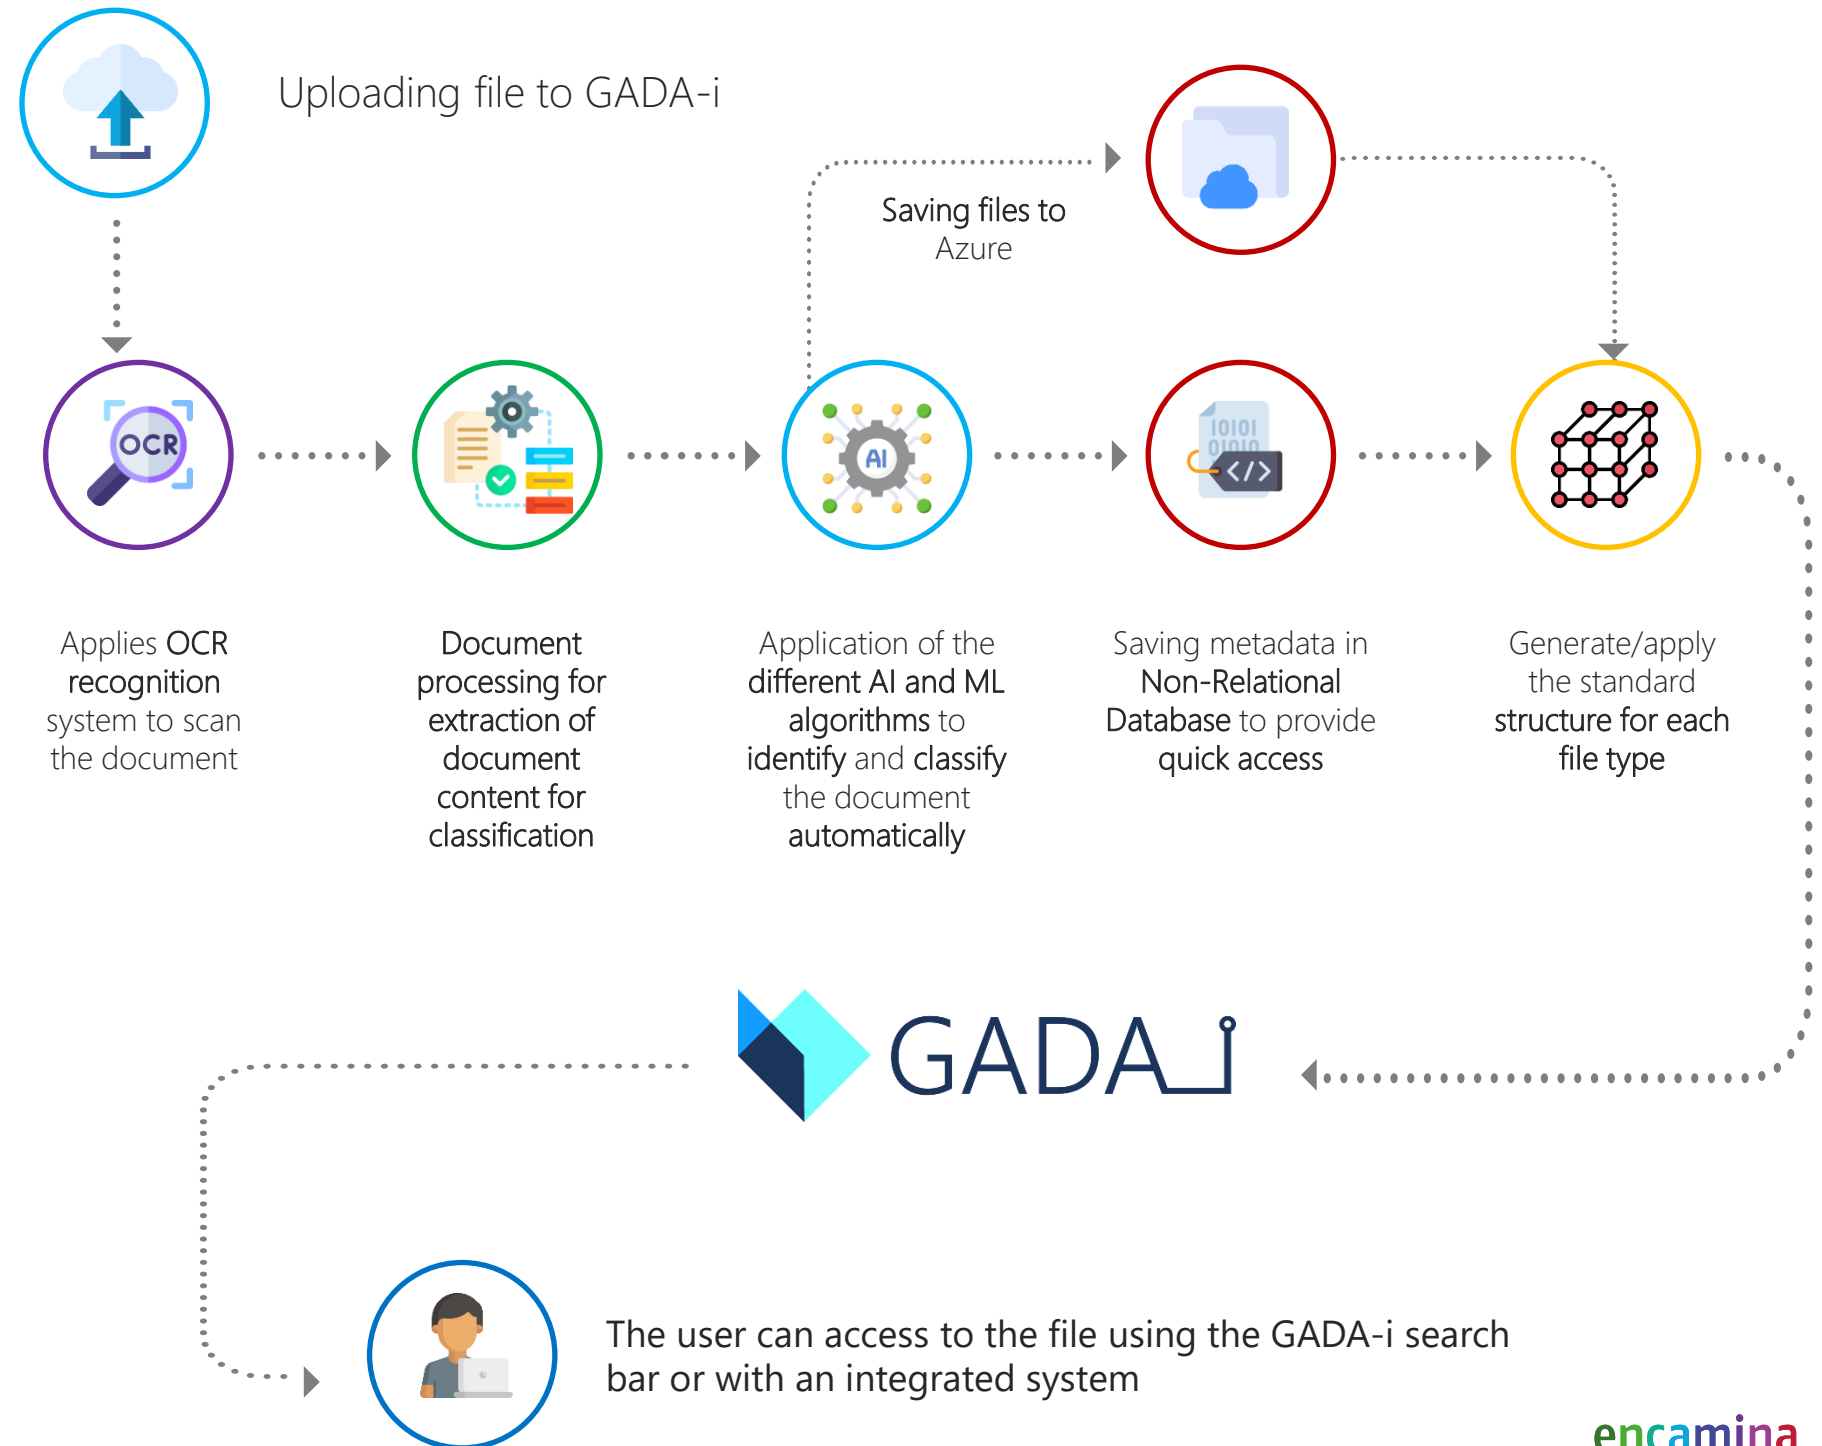 Uploading file to GADA-i
Saving files to
Azure
OCR
AI
10101
01010
</>
Applies OCR
recognition
system to scan
the document
Document
processing for
extraction of
document
content for
classification
Application of the
different AI and ML
algorithms to
identify and classify
the document
automatically
Saving metadata in
Non-Relational
Database to provide
quick access
Generate/apply
the standard
structure for each
file type
GADA_i
The user can access to the file using the GADA-i search
bar or with an integrated system
encamina